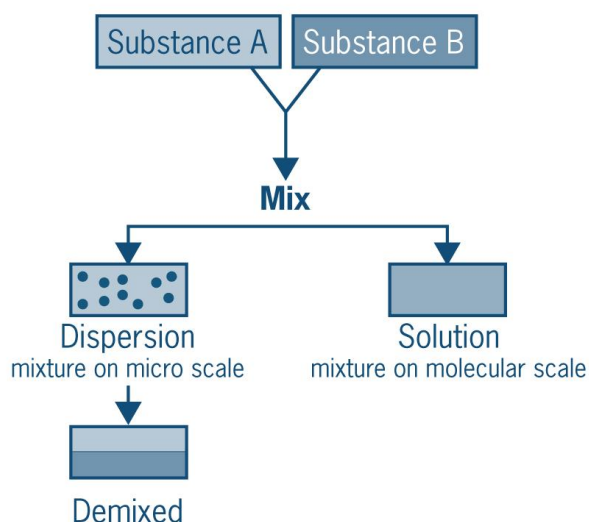 Substance A
Substance B
Mix
Dispersion
mixture on micro scale
Solution
mixture on molecular scale
Demixed